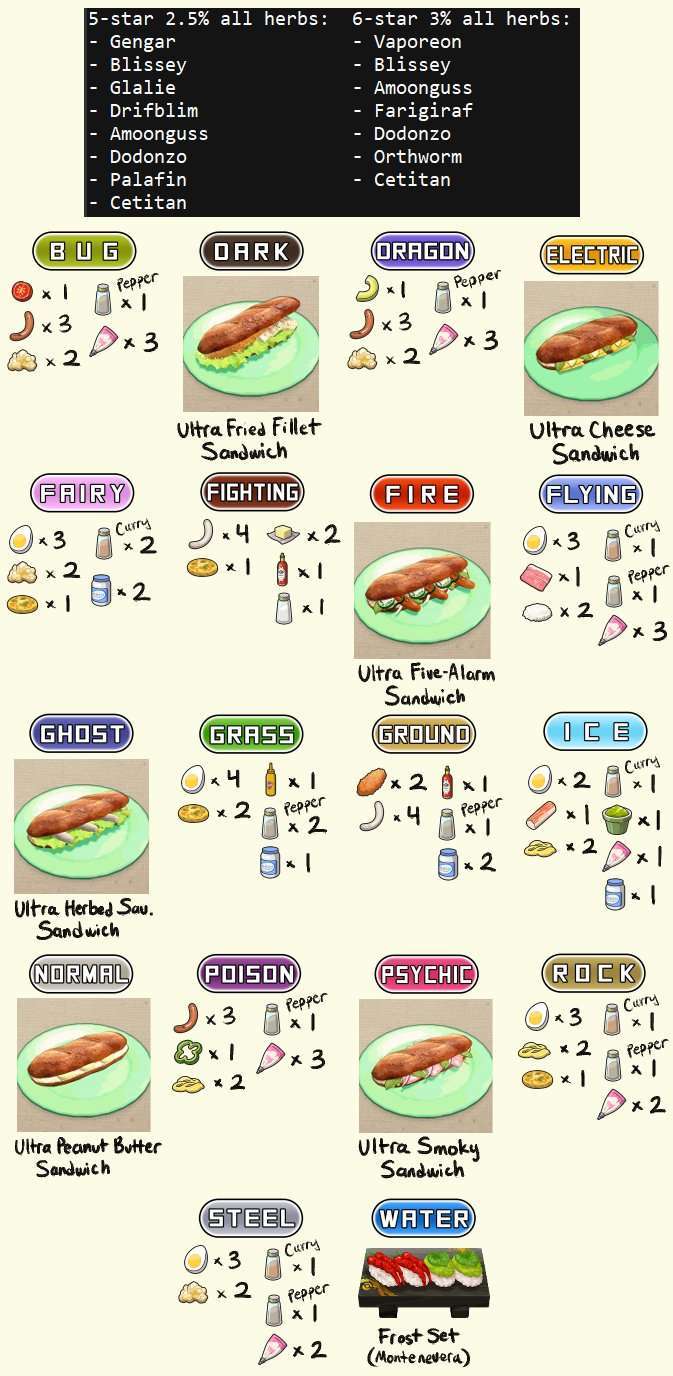 5-star 2.5% all herbs:
- Gengar
- Blissey
- Glalie
- Drifblim
- Amoonguss
- Dodonzo
- Palafin
- Cetitan
6-star 3% all herbs:
- Vaporeon
- Blissey
- Amoonguss
- Farigiraf
- Dodonzo
- Orthworm
- Cetitan
BUG
x 1
x 3
x 2
Pepper
x 1
x 3
DARK
Ultra Fried Fillet
Sandwich
DRAGON
x 1
x 3
x 2
Pepper
x 1
x 3
ELECTRIC
Ultra Cheese
Sandwich
FAIRY
x 3
x 2
x 1
Curry
x 2
x 2
FIGHTING
x 4
x 1
x 2
x 1
x 1
FIRE
Ultra Five-Alarm
Sandwich
FLYING
x 3
x 1
x 2
Curry
x 1
Pepper
x 1
x 3
GHOST
Ultra Herbed Sau.
Sandwich
GRASS
x 4
x 2
x 1
Pepper
x 2
x 1
GROUND
x 2
x 4
x 1
Pepper
x 1
x 2
ICE
x 2
x 1
x 2
Curry
x 1
x 1
x 1
x 1
NORMAL
Ultra Peanut Butter
Sandwich
POISON
x 3
x 1
x 2
Pepper
x 1
x 3
PSYCHIC
Ultra Smoky
Sandwich
ROCK
x 3
x 2
x 1
Curry
x 1
Pepper
x 1
x 2
STEEL
x 3
x 2
Curry
x 1
Pepper
x 1
x 2
WATER
Frost Set
(Montenevera)